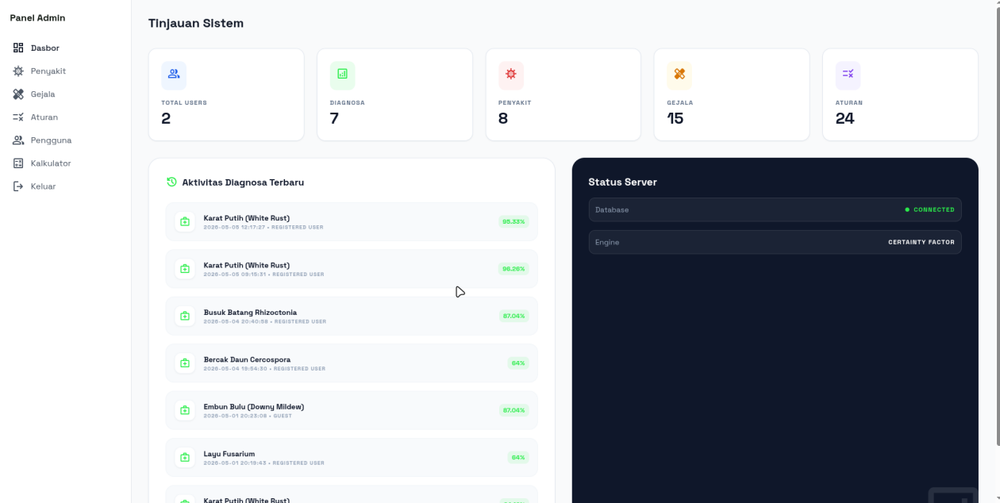 Panel Admin
Dasbor
Penyakit
Gejala
Aturan
Pengguna
Kalkulator
Keluar
Tinjauan Sistem
TOTAL USERS
2
DIAGNOSA
7
PENYAKIT
8
GEJALA
15
ATURAN
24
Aktivitas Diagnosa Terbaru
Karat Putih (White Rust)
2026-05-05 12:17:27 • REGISTERED USER
95.33%
Karat Putih (White Rust)
2026-05-05 09:15:31 • REGISTERED USER
96.28%
Busuk Batang Rhizoctonia
2026-05-04 20:40:58 • REGISTERED USER
87.04%
Bercak Daun Cercospora
2026-05-04 19:54:30 • REGISTERED USER
64%
Embun Bulu (Downy Mildew)
2026-05-01 20:23:06 • GUEST
87.04%
Layu Fusarium
2026-05-01 20:19:43 • REGISTERED USER
64%
Karat Putih (White Rust)
Status Server
Database
CONNECTED
Engine
CERTAINTY FACTOR